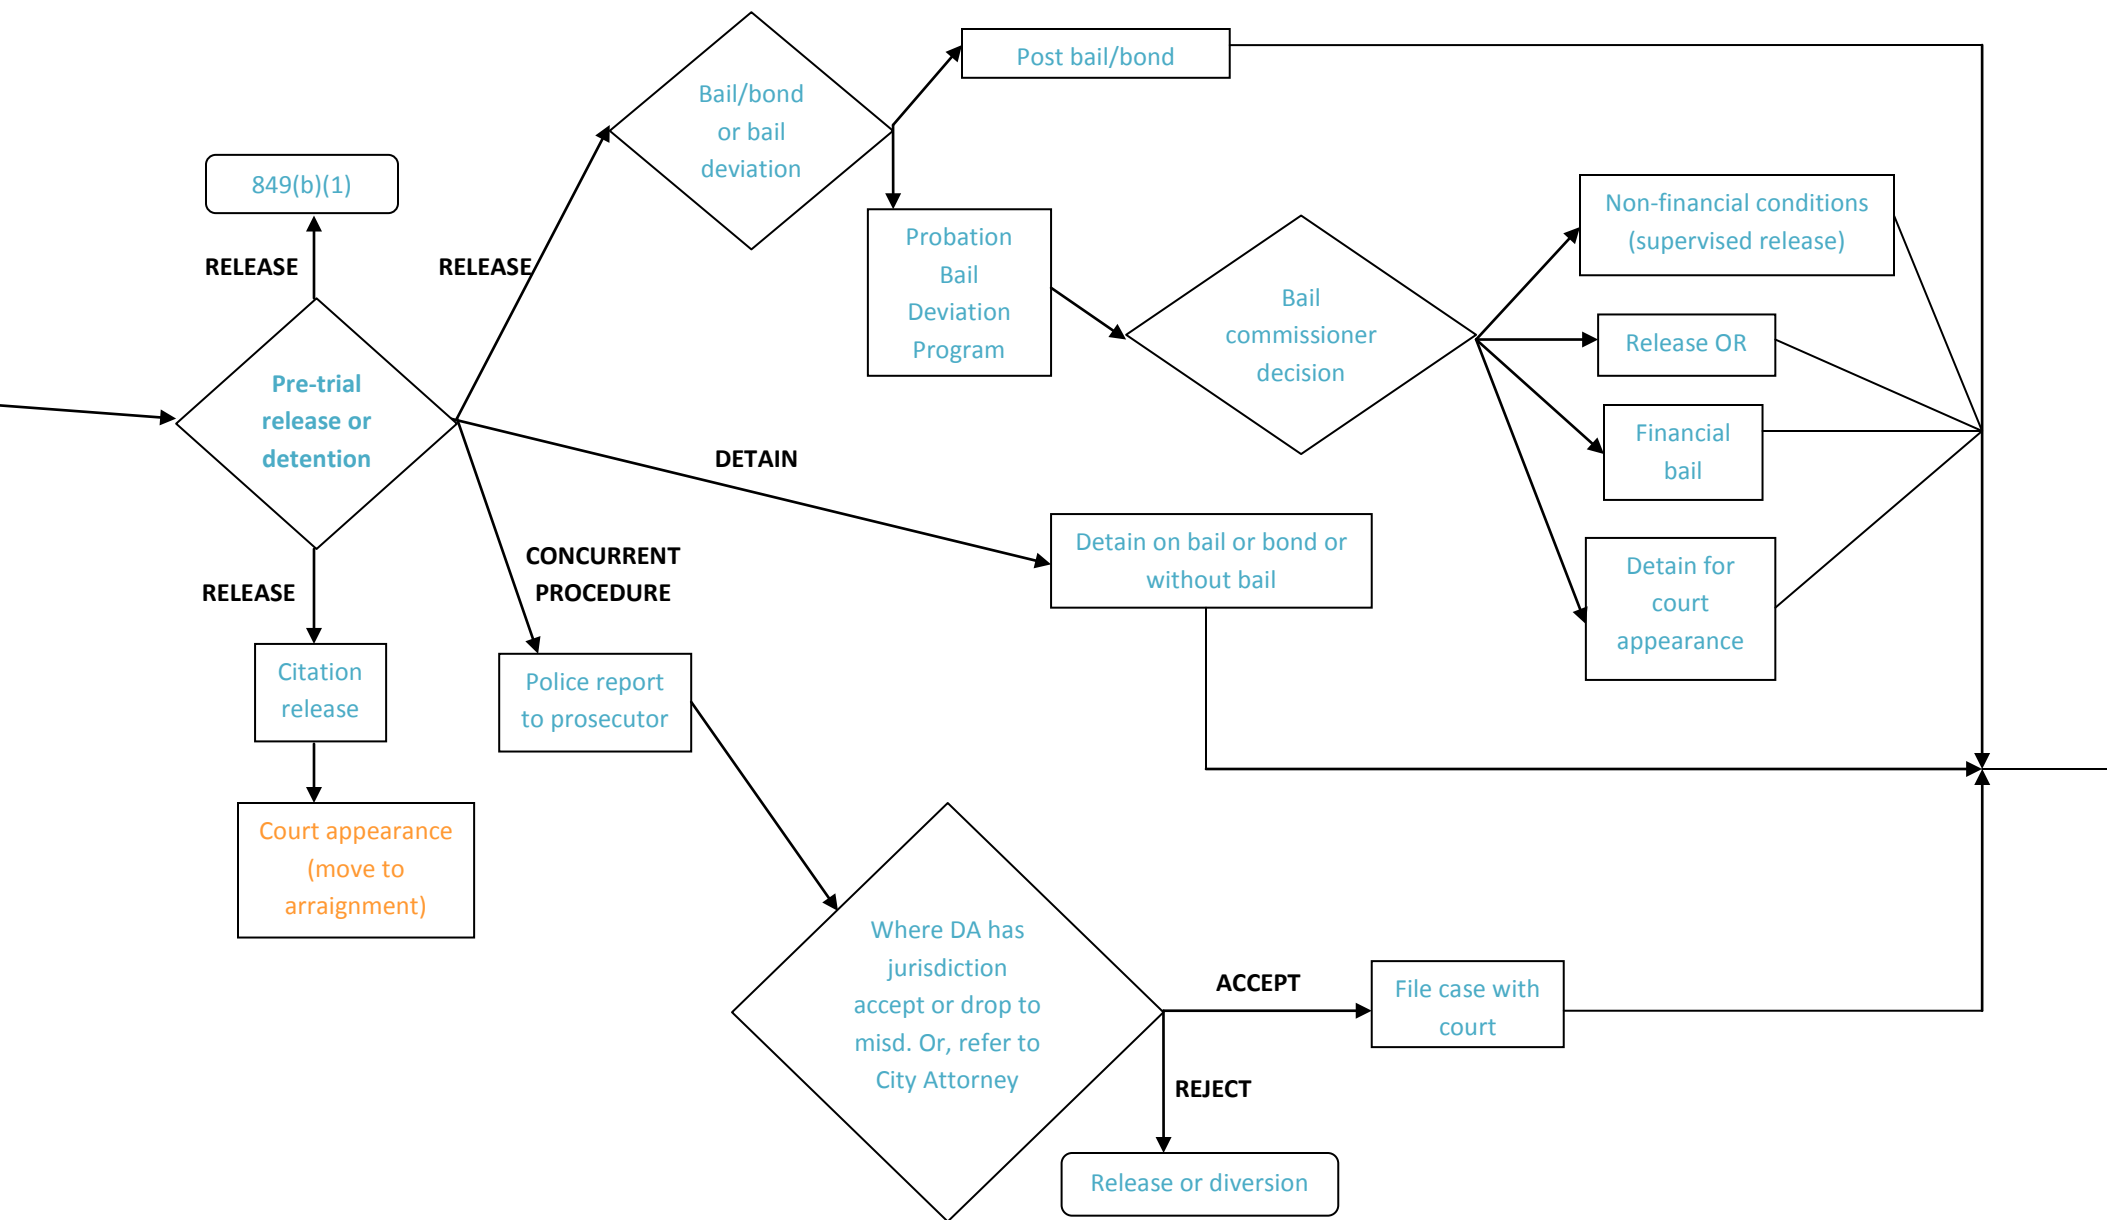 Post bail/bond
Bail/bond
or bail
deviation
849(b)(1)
RELEASE
RELEASE
Probation
Bail
Deviation
Program
Non-financial conditions
(supervised release)
Bail
commissioner
decision
Release OR
Pre-trial
release or
detention
DETAIN
Financial
bail
CONCURRENT
PROCEDURE
Detain on bail or bond or
without bail
Detain for
court
appearance
RELEASE
Citation
release
Police report
to prosecutor
Court appearance
(move to
arraignment)
Where DA has
jurisdiction
accept or drop to
misd. Or, refer to
City Attorney
ACCEPT
File case with
court
REJECT
Release or diversion